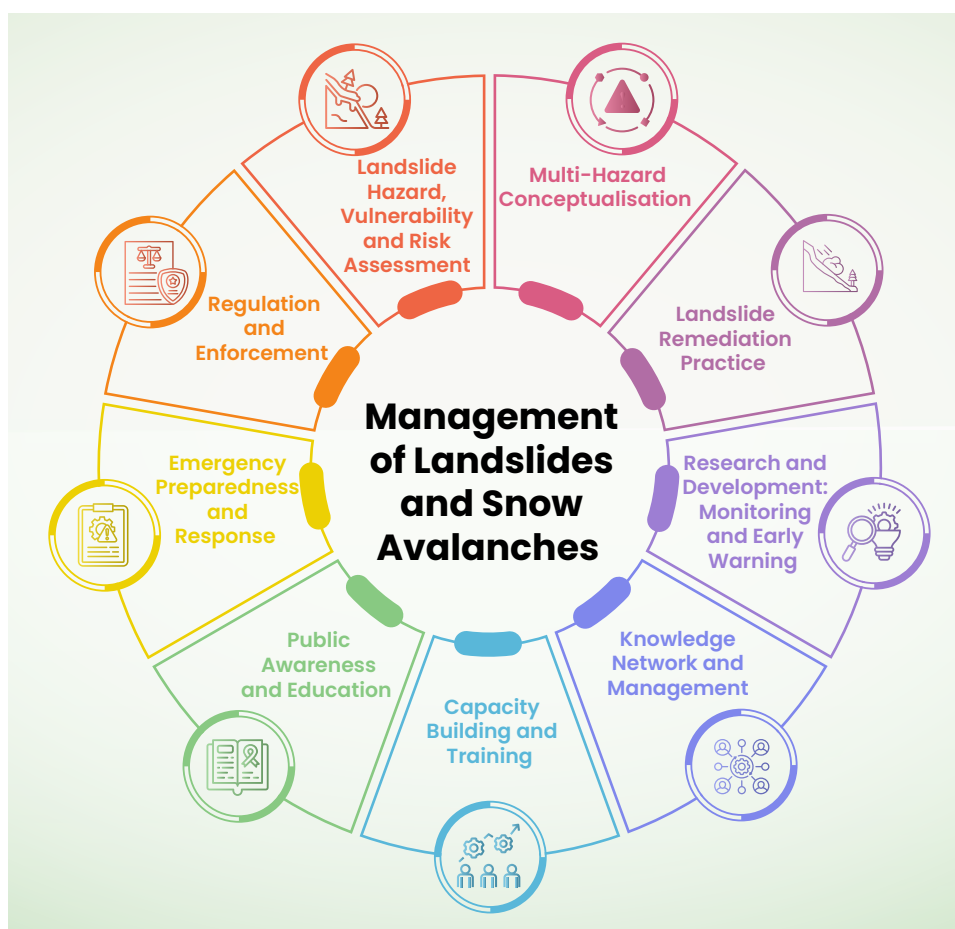 Management
of Landslides
and Snow
Avalanches
Landslide
Hazard,
Vulnerability
and Risk
Assessment
Multi-Hazard
Conceptualisation
Landslide
Remediation
Practice
Research and
Development:
Monitoring
and Early
Warning
Knowledge
Network and
Management
Capacity
Building and
Training
Public
Awareness
and Education
Emergency
Preparedness
and
Response
Regulation
and
Enforcement